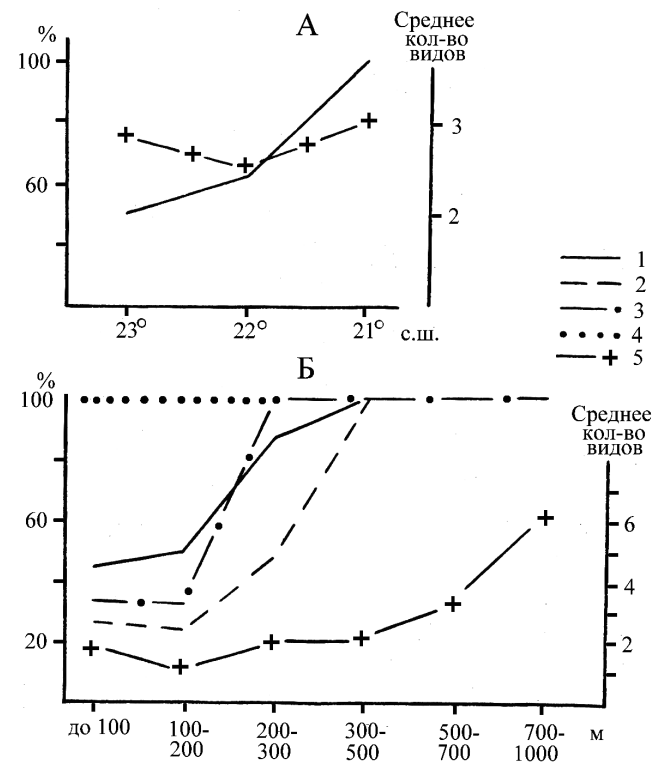 А
%
Среднее
кол-во
видов
100
60
3
2
23° 22° 21° с.ш.
1
2
3
4
5
Б
%
100
60
20
Среднее
кол-во
видов
6
4
2
до 100 100- 200- 300- 500- 700- м
200 300 500 700 1000